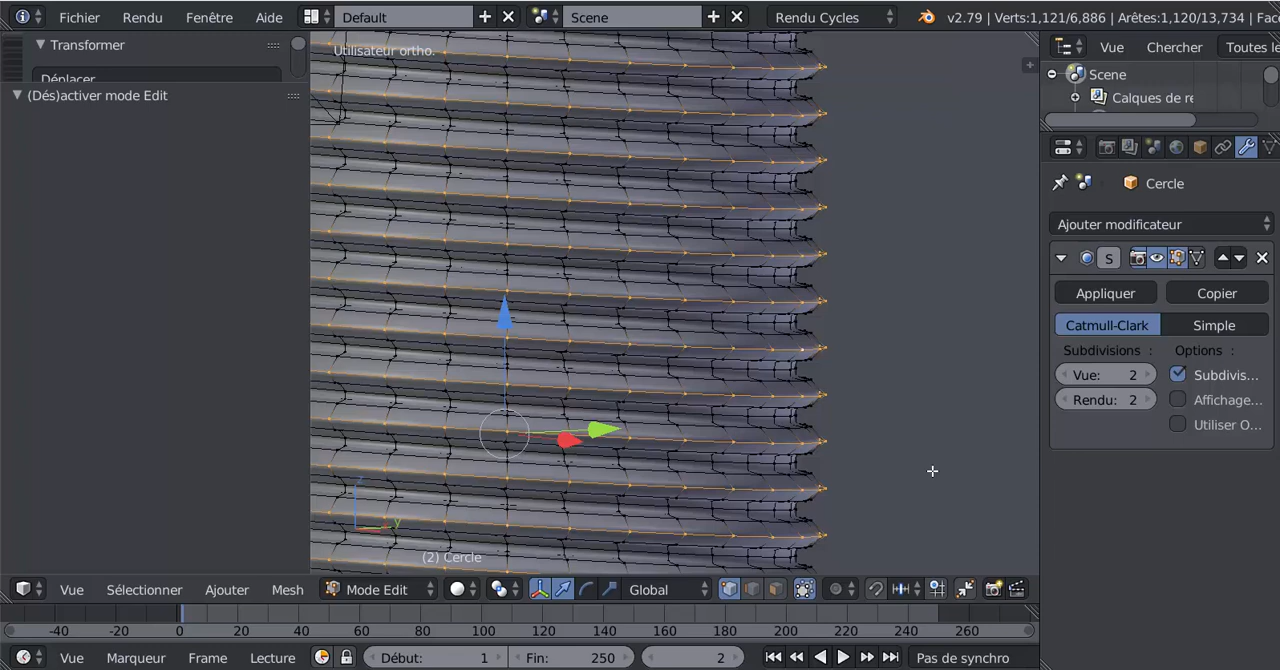 Fichier Rendu Fenêtre Aide Default Scene Rendu Cycles v2.79 | Verts:1,121/6,886 | Arêtes:1,120/13,734 | Fac
Transformer
Déplacer
(Dés)activer mode Edit
Utilisateur ortho.
z
y
(2) Cercle
Vue Chercher Toutes le
Scene
Calques de re
Cercle
Ajouter modificateur
S
Appliquer Copier
Catmull-Clark Simple
Subdivisions : Options :
Vue: 2 Subdivis...
Rendu: 2 Affichage...
Utiliser O...
Vue Sélectionner Ajouter Mesh Mode Edit Global
-40 -20 0 20 40 60 80 100 120 140 160 180 200 220 240 260
Vue Marqueur Frame Lecture Début: 1 Fin: 250 2 Pas de synchro